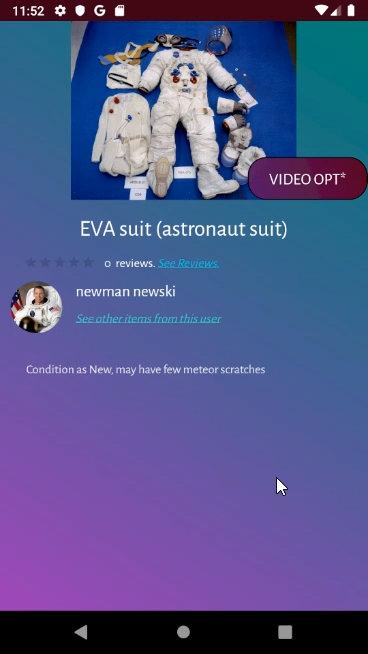 11:52
VIDEO OPT*
EVA suit (astronaut suit)
0 reviews. See Reviews.
newman newski
See other items from this user
Condition as New, may have few meteor scratches